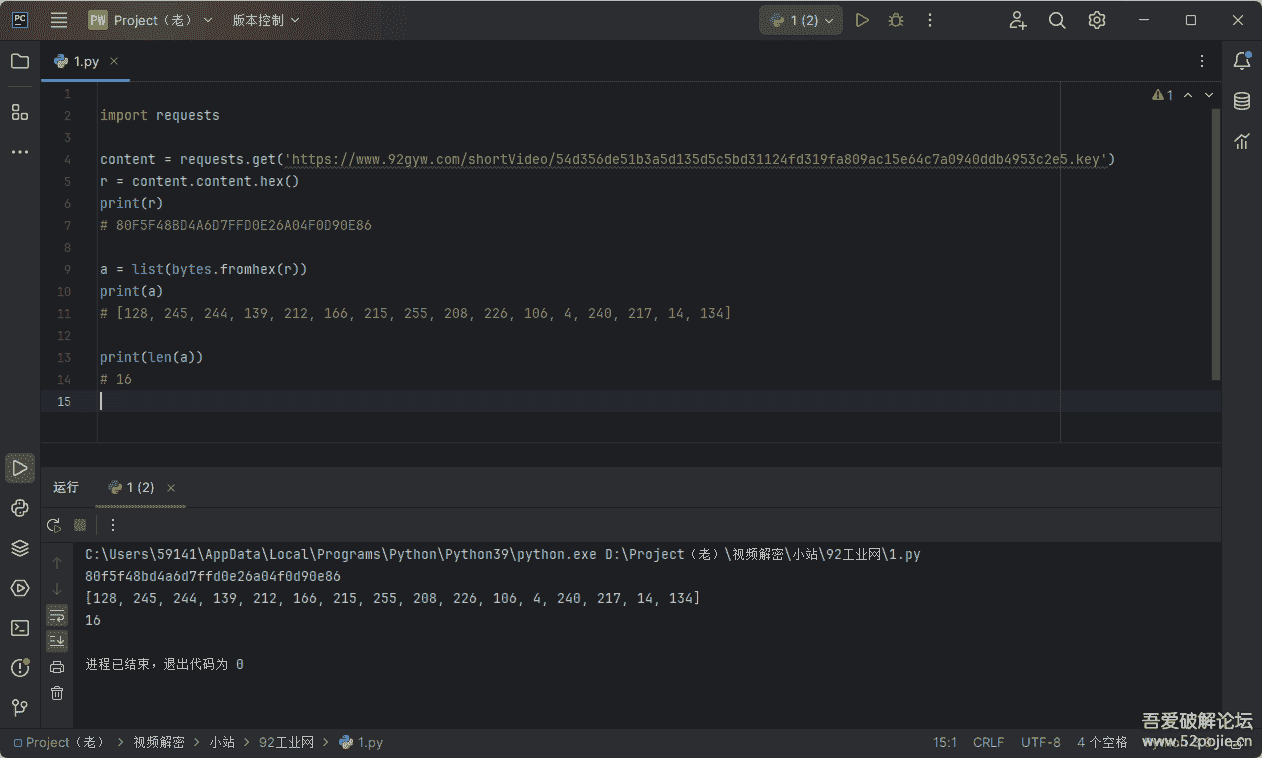 PC PW Project（老） 版本控制 1 (2)
1.py
1
2 import requests
3
4 content = requests.get('https://www.92gyw.com/shortVideo/54d356de51b3a5d135d5c5bd31124fd319fa809ac15e64c7a0940ddb4953c2e5.key')
5 r = content.content.hex()
6 print(r)
7 # 80F5F48BD4A6D7FFD0E26A04F0D90E86
8
9 a = list(bytes.fromhex(r))
10 print(a)
11 # [128, 245, 244, 139, 212, 166, 215, 255, 208, 226, 106, 4, 240, 217, 14, 134]
12
13 print(len(a))
14 # 16
15
1
运行 1 (2)
C:\Users\59141\AppData\Local\Programs\Python\Python39\python.exe D:\Project（老）\视频解密\小站\92工业网\1.py
80f5f48bd4a6d7ffd0e26a04f0d90e86
[128, 245, 244, 139, 212, 166, 215, 255, 208, 226, 106, 4, 240, 217, 14, 134]
16
进程已结束，退出代码为 0
吾爱破解论坛
www.52pojie.cn
Project（老） > 视频解密 > 小站 > 92工业网 > 1.py 15:1 CRLF UTF-8 4 个空格